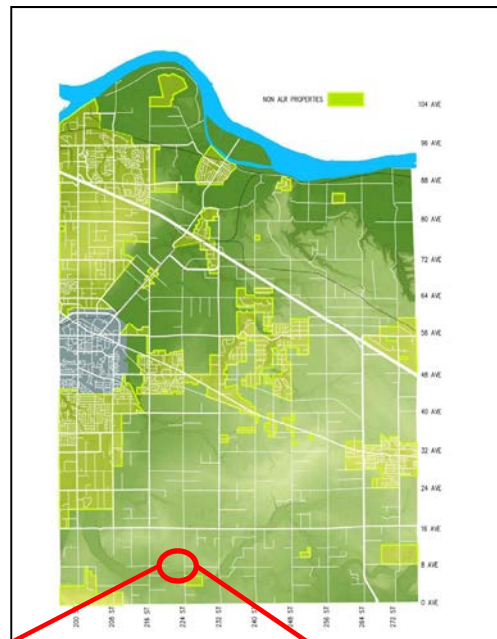 NON ALR PROPERTIES
104 AVE
96 AVE
88 AVE
80 AVE
72 AVE
64 AVE
56 AVE
48 AVE
40 AVE
32 AVE
24 AVE
16 AVE
8 AVE
0 AVE
200 ST
208 ST
216 ST
224 ST
232 ST
240 ST
248 ST
256 ST
264 ST
272 ST